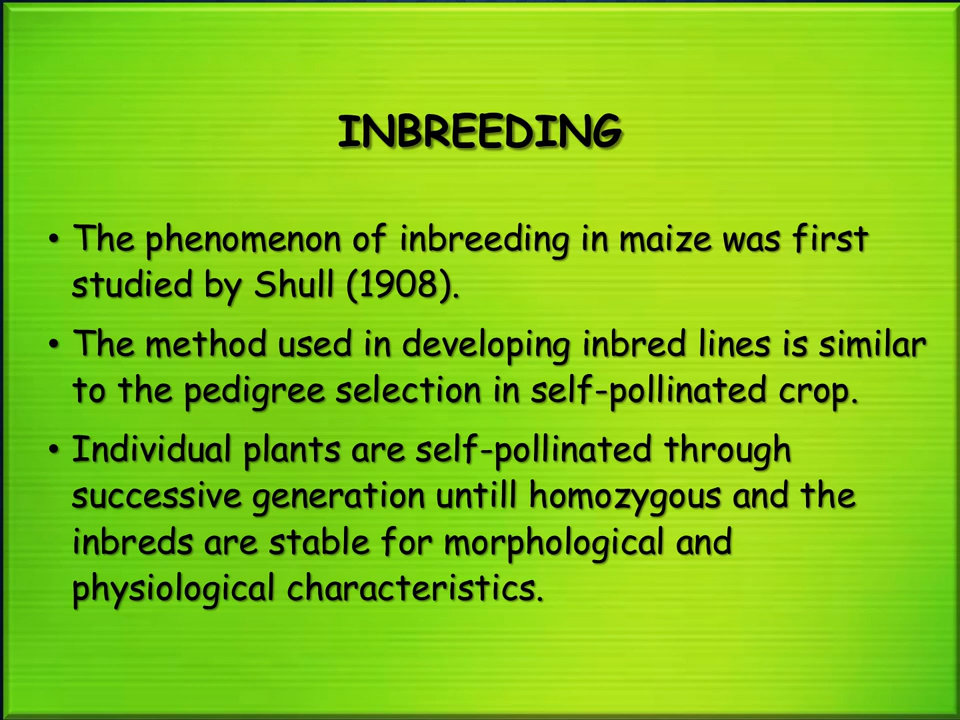 INBREEDING
• The phenomenon of inbreeding in maize was first
studied by Shull (1908).
• The method used in developing inbred lines is similar
to the pedigree selection in self-pollinated crop.
• Individual plants are self-pollinated through
successive generation untill homozygous and the
inbreds are stable for morphological and
physiological characteristics.